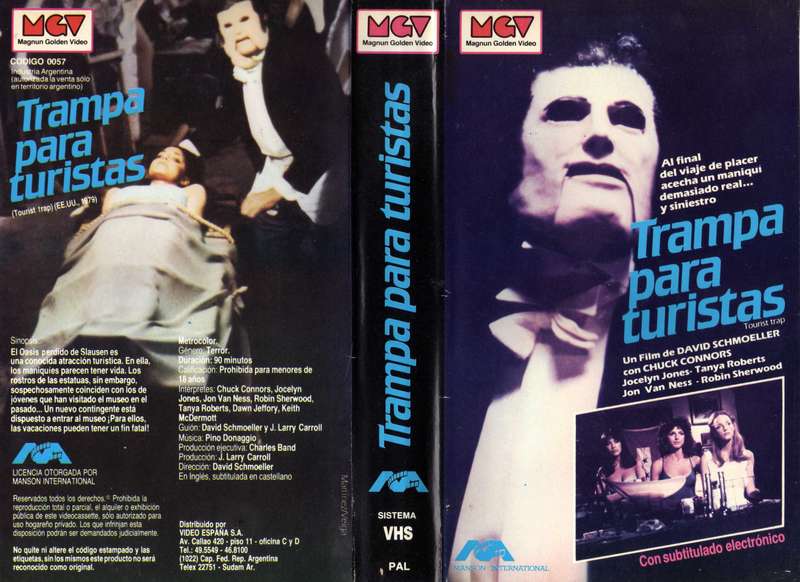 MGV
Magnun Golden Video
CODIGO 0057
Industria Argentina
(autorizada la venta sólo
en territorio argentino)
Trampa
para
turistas
(Tourist trap) (EE.UU., 1979)
Sinopsis:
El Oasis perdido de Slausen es
una conocida atracción turística. En ella,
los maniquíes parecen tener vida. Los
rostros de las estatuas, sin embargo,
sospechosamente coinciden con los de
jóvenes que han visitado el museo en el
pasado... Un nuevo contingente está
dispuesto a entrar al museo ¡Para ellos,
las vacaciones pueden tener un fin fatal!
LICENCIA OTORGADA POR
MANSON INTERNATIONAL
Reservados todos los derechos.© Prohibida la
reproducción total o parcial, el alquiler o exhibición
pública de este videocassette, sólo autorizado para
uso hogareño privado. Los que infrinjan esta
disposición podrán ser demandados judicialmente.
No quite ni altere el código estampado y las
etiquetas, sin los mismos este producto no será
reconocido como original.
Metrocolor.
Género: Terror.
Duración: 90 minutos
Calificación: Prohibida para menores de
18 años
Intérpretes: Chuck Connors, Jocelyn
Jones, Jon Van Ness, Robin Sherwood,
Tanya Roberts, Dawn Jeffory, Keith
McDermott
Guión: David Schmoeller y J. Larry Carroll
Música: Pino Donaggio
Producción ejecutiva: Charles Band
Producción: J. Larry Carroll
Dirección: David Schmoeller
En Inglés, subtitulada en castellano
Distribuido por
VIDEO ESPAÑA S.A.
Av. Callao 420 - piso 11 - oficina C y D
Tel.: 49.5549 - 46.8100
(1022) Cap. Fed. Rep. Argentina
Telex 22751 - Sudam Ar.
MGV
Magnun Golden Video
Trampa para turistas
SISTEMA
VHS
PAL
MGV
Magnun Golden Video
Al final
del viaje de placer
acecha un maniquí
demasiado real...
y siniestro
Trampa
para
turistas
Tourist trap
Un Film de DAVID SCHMOELLER
con CHUCK CONNORS
Jocelyn Jones- Tanya Roberts
Jon Van Ness - Robin Sherwood
MANSON INTERNATIONAL
Con subtitulado electrónico